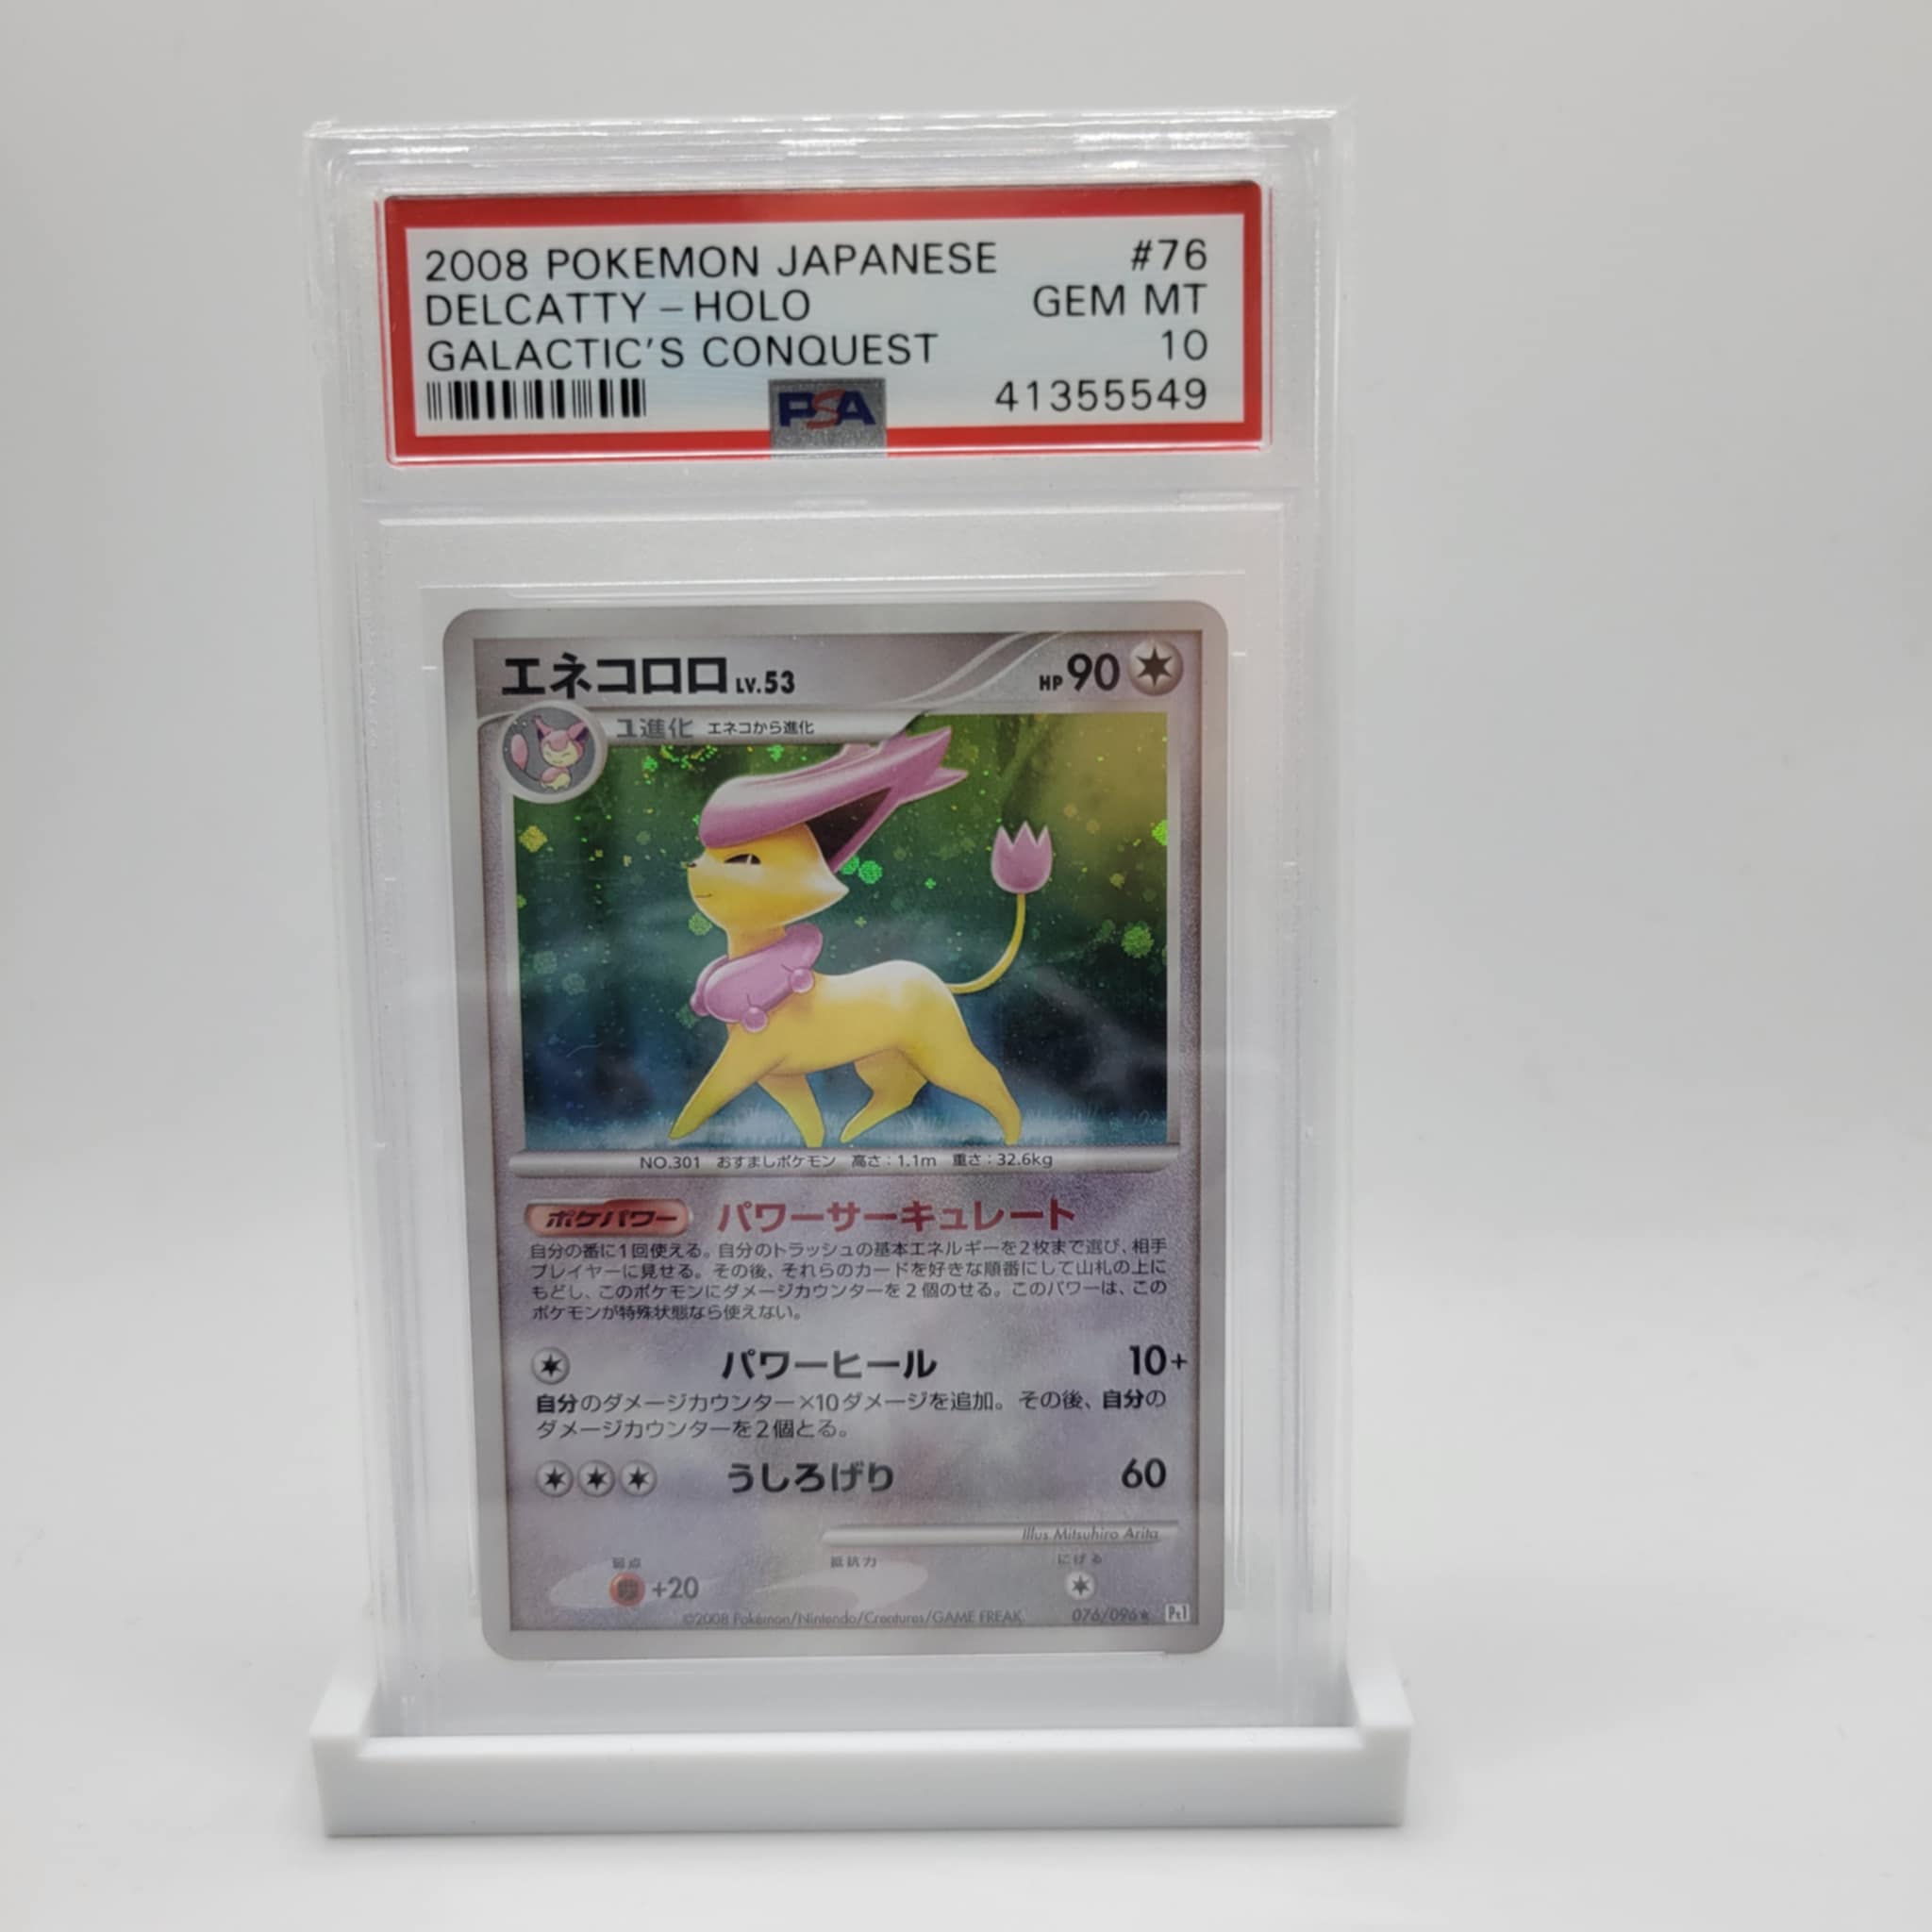 2008 POKEMON JAPANESE #76
DELCATTY – HOLO GEM MT
GALACTIC'S CONQUEST 10
PSA 41355549
エネコロロ LV.53 HP 90
1進化 エネコから進化
NO.301 おすましポケモン 高さ:1.1m 重さ:32.6kg
ポケパワー パワーサーキュレート
自分の番に1回使える。自分のトラッシュの基本エネルギーを2枚まで選び、相手
プレイヤーに見せる。その後、それらのカードを好きな順番にして山札の上に
もどし、このポケモンにダメージカウンターを2個のせる。このパワーは、この
ポケモンが特殊状態なら使えない。
パワーヒール 10+
自分のダメージカウンター×10ダメージを追加。その後、自分の
ダメージカウンターを2個とる。
うしろげり 60
Illus Mitsuhiro Arita
弱点 抵抗力 にげる
+20
©2008 Pokémon/Nintendo/Creatures/GAME FREAK. 076/096★ Pt1